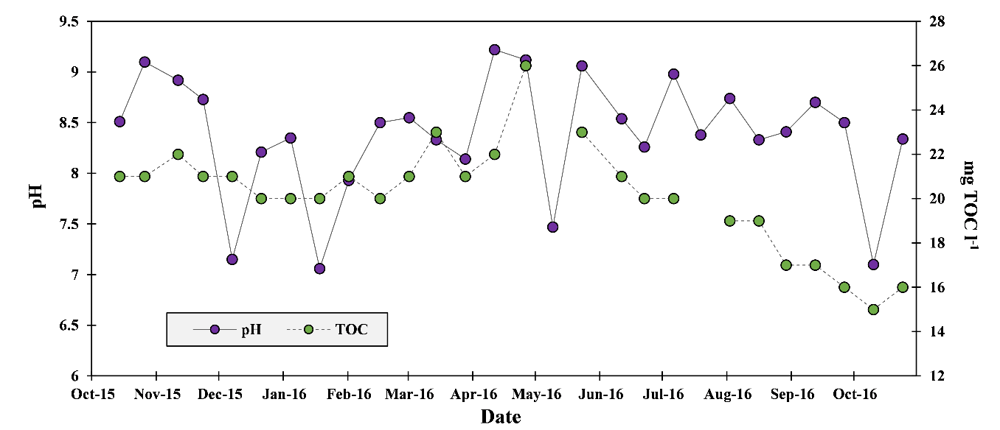 9.5
9
8.5
8
7.5
7
6.5
6
pH
28
26
24
22
20
18
16
14
12
mg TOC l-1
pH
TOC
Oct-15 Nov-15 Dec-15 Jan-16 Feb-16 Mar-16 Apr-16 May-16 Jun-16 Jul-16 Aug-16 Sep-16 Oct-16
Date